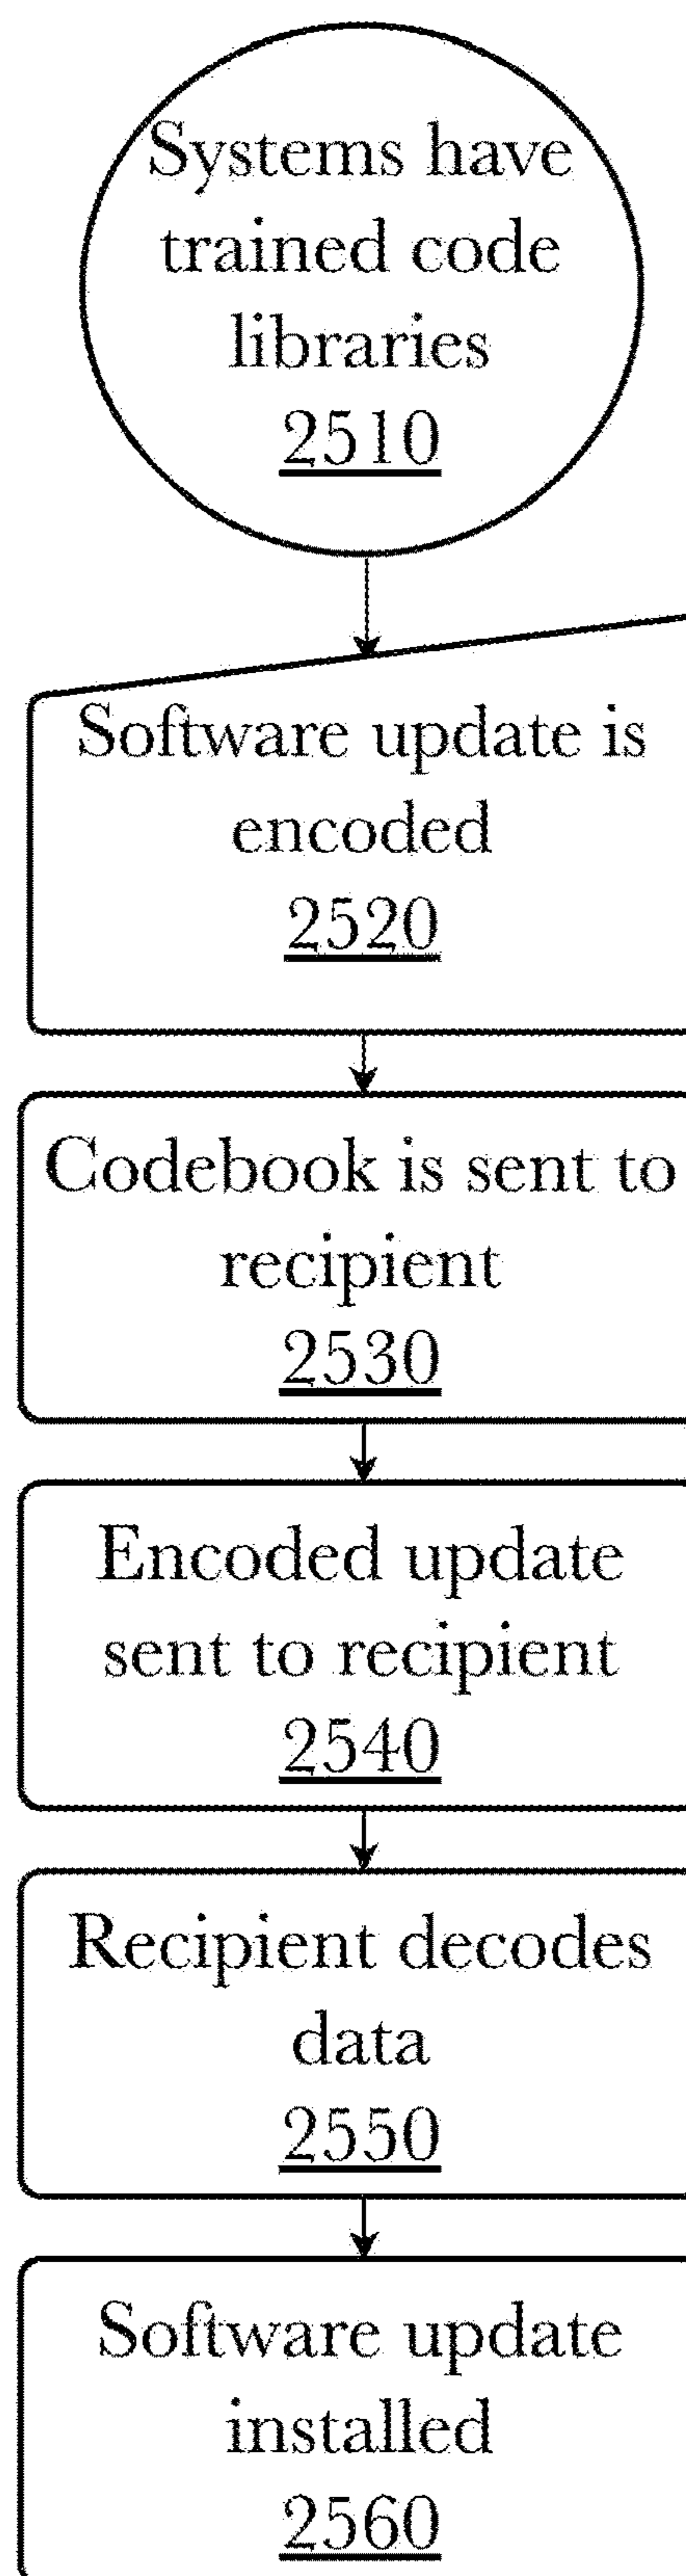 Systems have
trained code
libraries
2510
Software update is
encoded
2520
Codebook is sent to
recipient
2530
Encoded update
sent to recipient
2540
Recipient decodes
data
2550
Software update
installed
2560